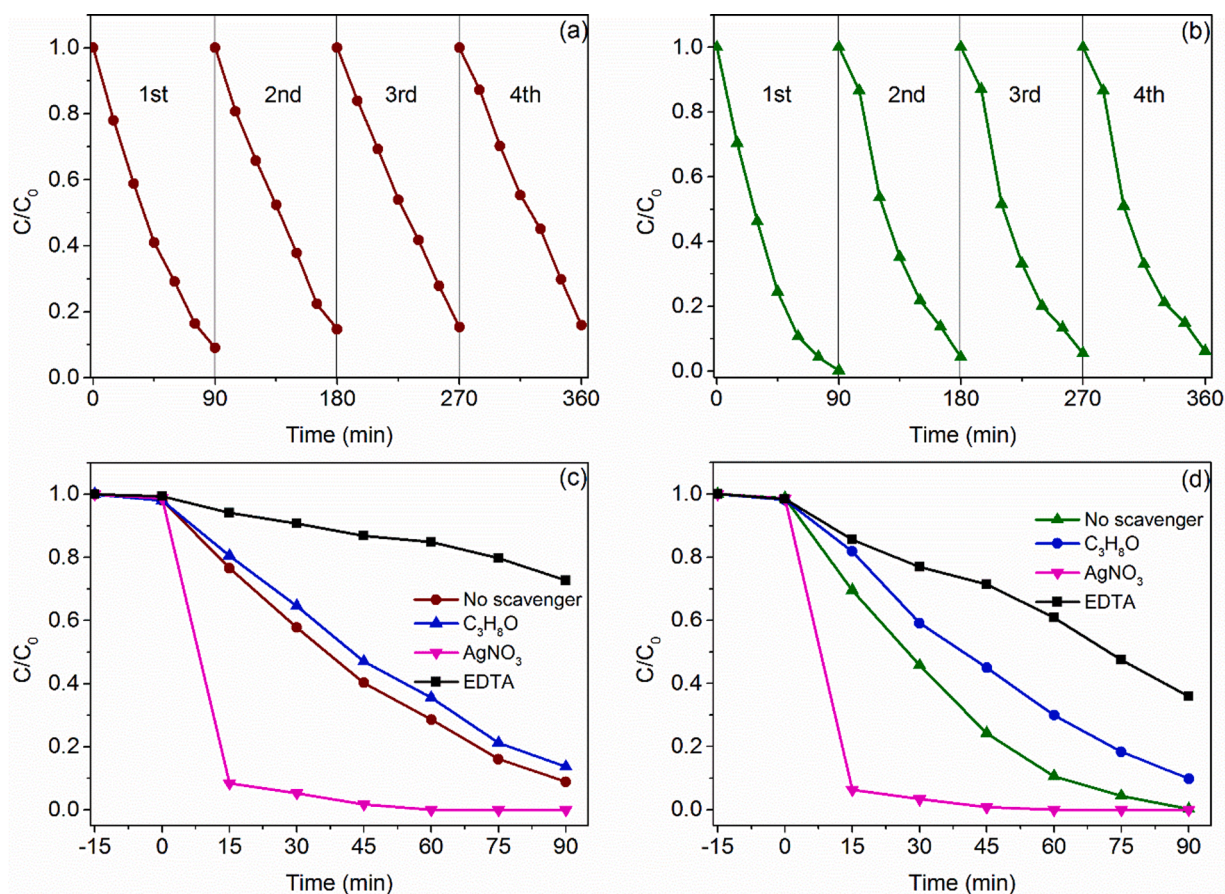 (a)
1st 2nd 3rd 4th
1.0
0.8
0.6
0.4
0.2
0.0
C/C₀
0 90 180 270 360
Time (min)
(b)
1st 2nd 3rd 4th
1.0
0.8
0.6
0.4
0.2
0.0
C/C₀
0 90 180 270 360
Time (min)
(c)
1.0
0.8
0.6
0.4
0.2
0.0
C/C₀
No scavenger
C₃H₈O
AgNO₃
EDTA
-15 0 15 30 45 60 75 90
Time (min)
(d)
1.0
0.8
0.6
0.4
0.2
0.0
C/C₀
No scavenger
C₃H₈O
AgNO₃
EDTA
-15 0 15 30 45 60 75 90
Time (min)